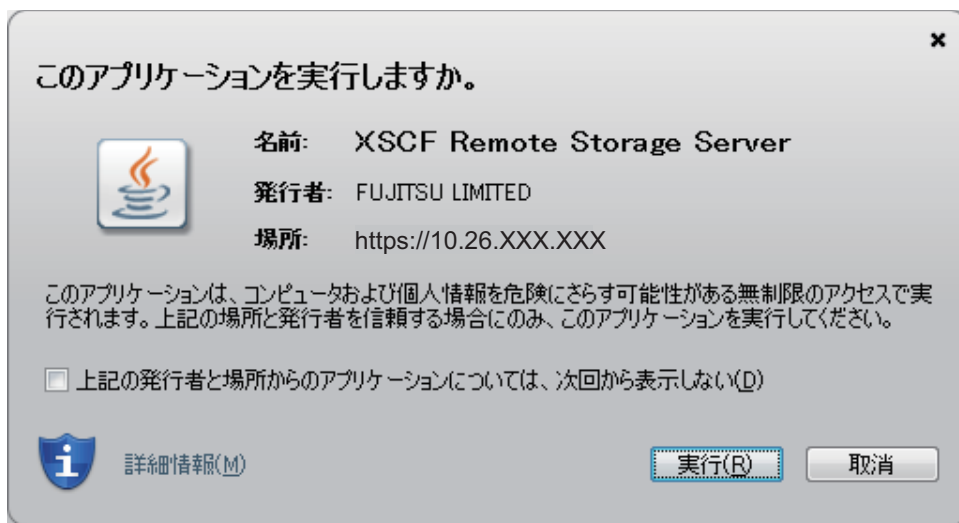 このアプリケーションを実行しますか。
名前: XSCF Remote Storage Server
発行者: FUJITSU LIMITED
場所: https://10.26.XXX.XXX
このアプリケーションは、コンピュータおよび個人情報を危険にさらす可能性がある無制限のアクセスで実
行されます。上記の場所と発行者を信頼する場合にのみ、このアプリケーションを実行してください。
上記の発行者と場所からのアプリケーションについては、次回から表示しない(D)
詳細情報(M)
実行(R) 取消